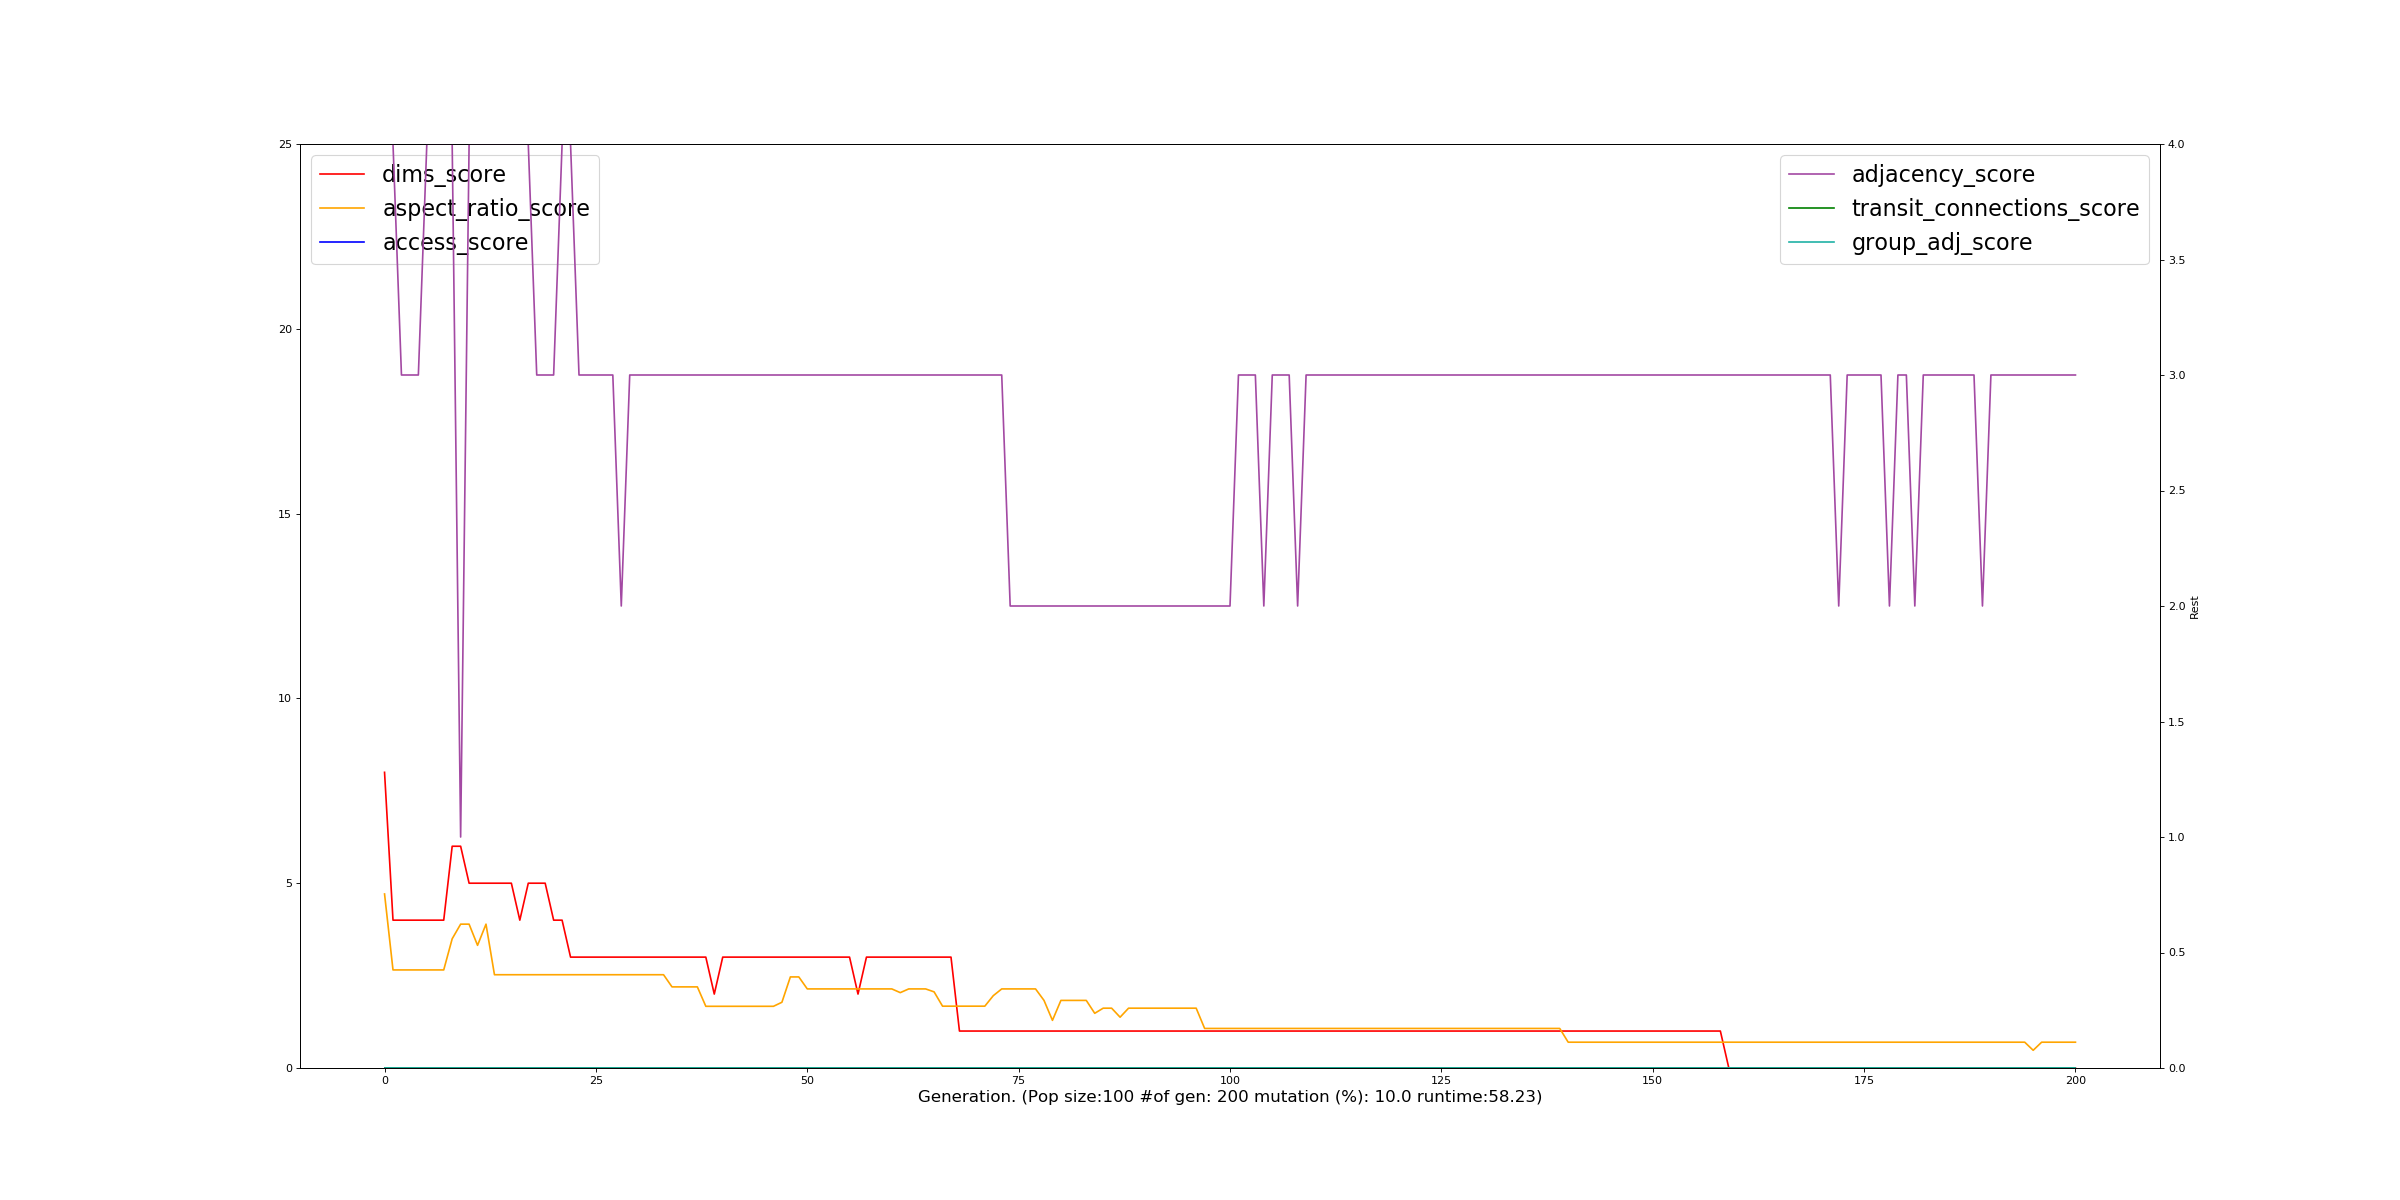 25
20
15
10
5
0
dims_score
aspect_ratio_score
access_score
adjacency_score
transit_connections_score
group_adj_score
4.0
3.5
3.0
2.5
2.0
1.5
1.0
0.5
0.0
Rest
0 25 50 75 100 125 150 175 200
Generation. (Pop size:100 #of gen: 200 mutation (%): 10.0 runtime:58.23)